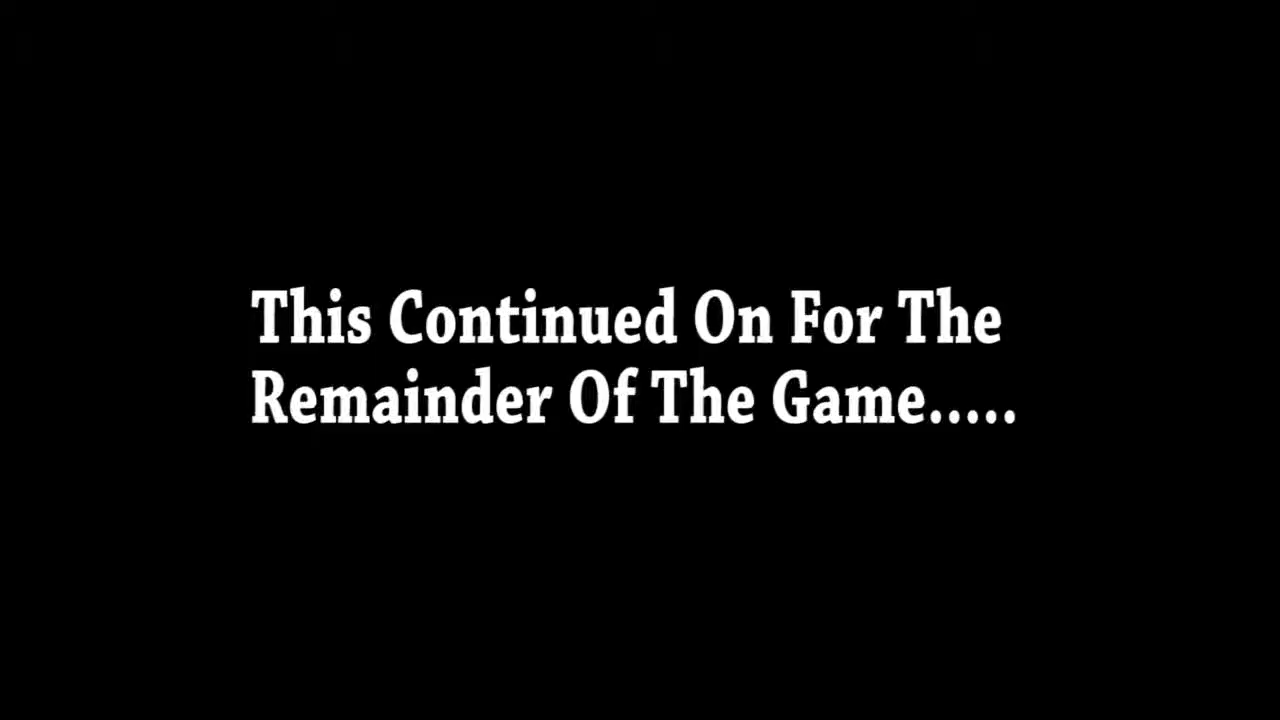 This Continued On For The
Remainder Of The Game.....